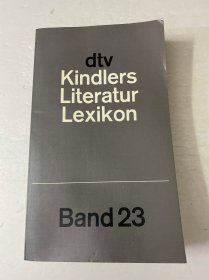 dtv
Kindlers
Literatur
Lexikon
Band 23